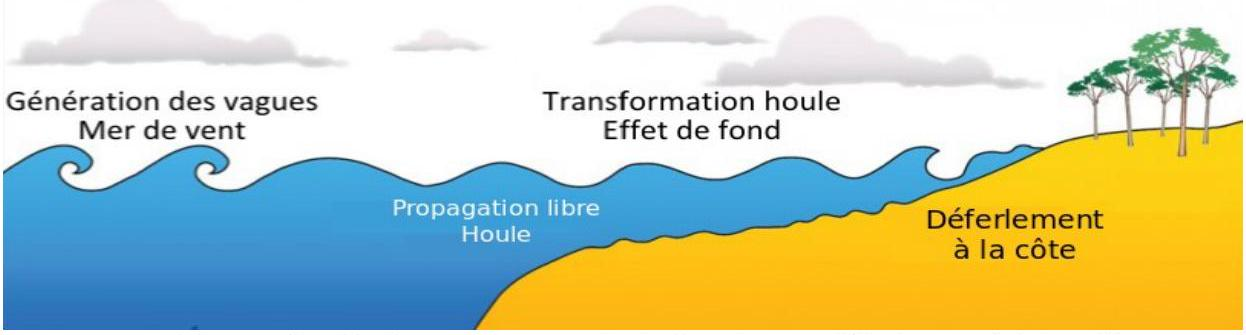 Génération des vagues
Mer de vent
Transformation houle
Effet de fond
Propagation libre
Houle
Déferlement
à la côte